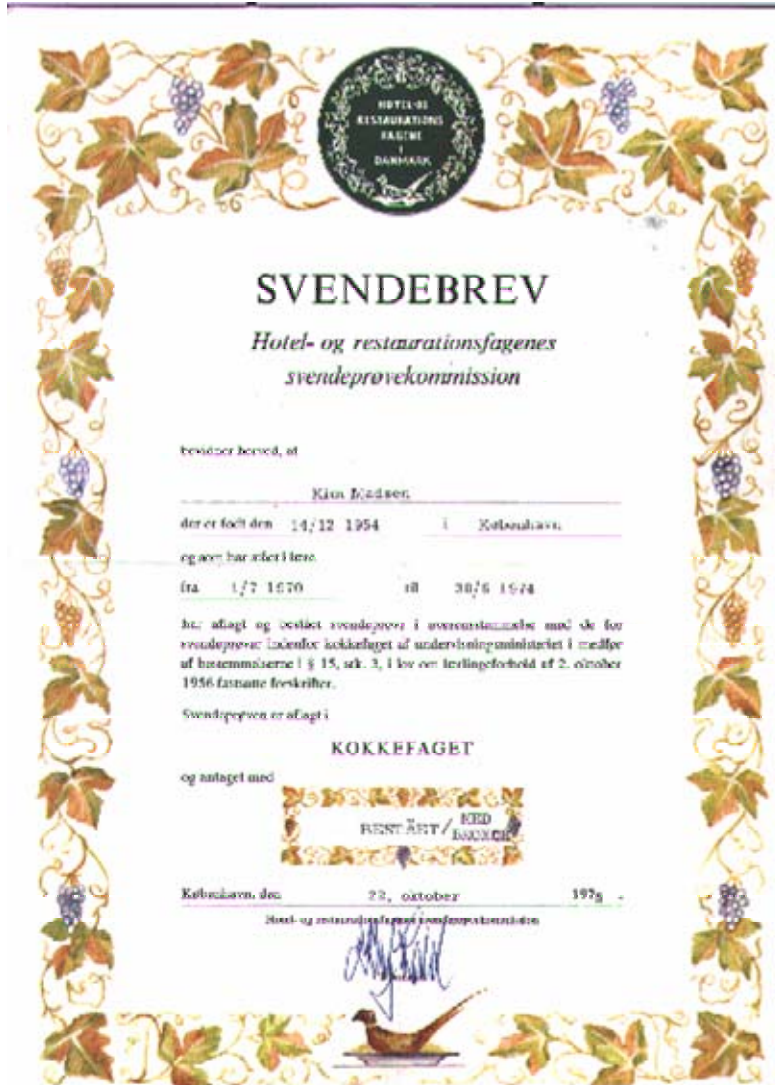 HOTEL- OG
RESTAURATIONS
FAGENE
I
DANMARK
SVENDEBREV
Hotel- og restaurationsfagenes
svendeprøvekommission
bevidner herved, at
Kim Madsen
der er født den 14/12 1954 i København
og som har været i lære
fra 1/7 1970 til 30/6 1974
har aflagt og bestået svendeprøve i overensstemmelse med de for
svendeprøver indenfor kokkefaget af undervisningsministeriet i medfør
af bestemmelserne i § 15, stk. 3, i lov om lærlingeforhold af 2. oktober
1956 fastsatte forskrifter.
Svendeprøven er aflagt i
KOKKEFAGET
og antaget med
BESTÅET/ MED
København, den 22, oktober 197
Hotel- og restaurationsfagenes svendeprøvekommission